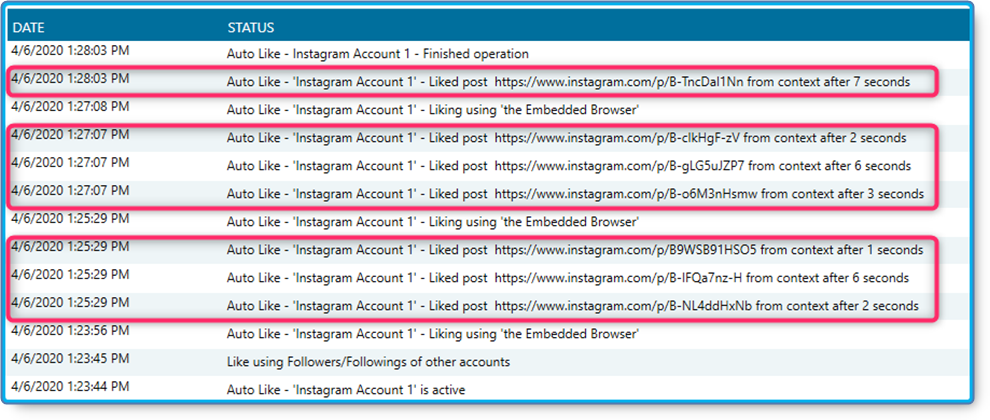 DATE STATUS
4/6/2020 1:28:03 PM Auto Like - Instagram Account 1 - Finished operation
4/6/2020 1:28:03 PM Auto Like - 'Instagram Account 1' - Liked post https://www.instagram.com/p/B-TncDaI1Nn from context after 7 seconds
4/6/2020 1:27:08 PM Auto Like - 'Instagram Account 1' - Liking using 'the Embedded Browser'
4/6/2020 1:27:07 PM Auto Like - 'Instagram Account 1' - Liked post https://www.instagram.com/p/B-clkHgF-zV from context after 2 seconds
4/6/2020 1:27:07 PM Auto Like - 'Instagram Account 1' - Liked post https://www.instagram.com/p/B-gLG5uJZP7 from context after 6 seconds
4/6/2020 1:27:07 PM Auto Like - 'Instagram Account 1' - Liked post https://www.instagram.com/p/B-o6M3nHsmw from context after 3 seconds
4/6/2020 1:25:29 PM Auto Like - 'Instagram Account 1' - Liking using 'the Embedded Browser'
4/6/2020 1:25:29 PM Auto Like - 'Instagram Account 1' - Liked post https://www.instagram.com/p/B9WSB91HSO5 from context after 1 seconds
4/6/2020 1:25:29 PM Auto Like - 'Instagram Account 1' - Liked post https://www.instagram.com/p/B-IFQa7nz-H from context after 6 seconds
4/6/2020 1:25:29 PM Auto Like - 'Instagram Account 1' - Liked post https://www.instagram.com/p/B-NL4ddHxNb from context after 2 seconds
4/6/2020 1:23:56 PM Auto Like - 'Instagram Account 1' - Liking using 'the Embedded Browser'
4/6/2020 1:23:45 PM Like using Followers/Followings of other accounts
4/6/2020 1:23:44 PM Auto Like - 'Instagram Account 1' is active